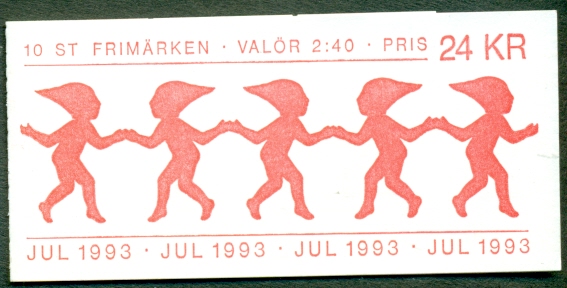 10 ST FRIMÄRKEN · VALÖR 2:40 · PRIS 24 KR
JUL 1993 · JUL 1993 · JUL 1993 · JUL 1993